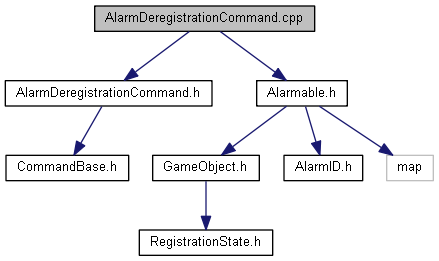 AlarmDeregistrationCommand.cpp
AlarmDeregistrationCommand.h
Alarmable.h
CommandBase.h
GameObject.h
AlarmID.h
map
RegistrationState.h